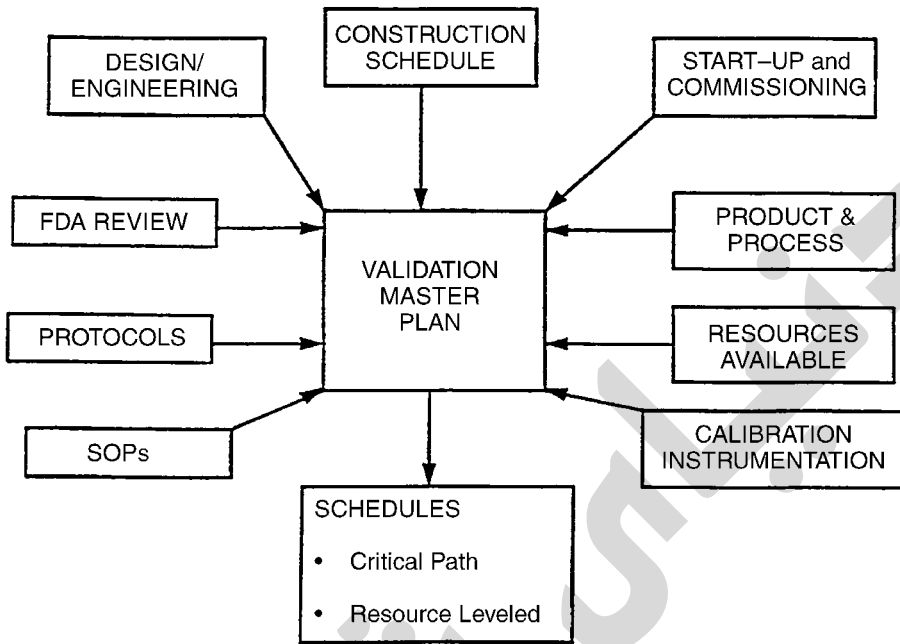 DESIGN/
ENGINEERING
CONSTRUCTION
SCHEDULE
START–UP and
COMMISSIONING
FDA REVIEW
PRODUCT &
PROCESS
VALIDATION
MASTER
PLAN
PROTOCOLS
RESOURCES
AVAILABLE
SOPs
CALIBRATION
INSTRUMENTATION
SCHEDULES
• Critical Path
• Resource Leveled